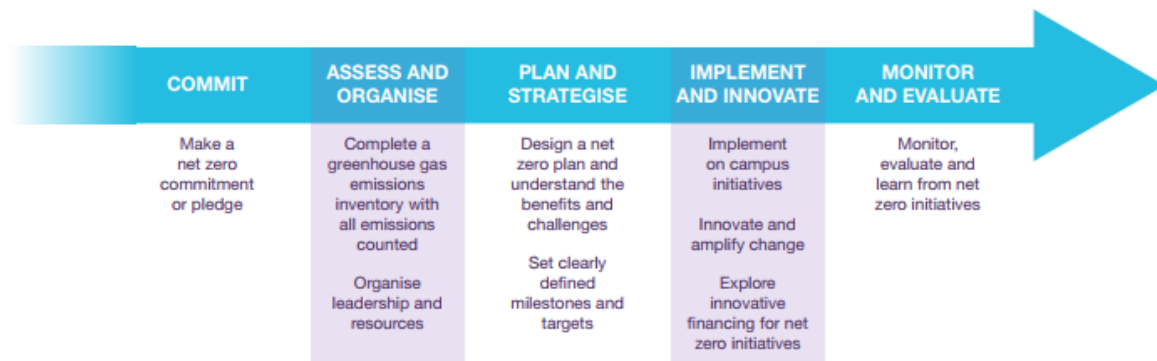 COMMIT
Make a
net zero
commitment
or pledge
ASSESS AND
ORGANISE
Complete a
greenhouse gas
emissions
inventory with
all emissions
counted
Organise
leadership and
resources
PLAN AND
STRATEGISE
Design a net
zero plan and
understand the
benefits and
challenges
Set clearly
defined
milestones and
targets
IMPLEMENT
AND INNOVATE
Implement
on campus
initiatives
Innovate and
amplify change
Explore
innovative
financing for net
zero initiatives
MONITOR
AND EVALUATE
Monitor,
evaluate and
learn from net
zero initiatives